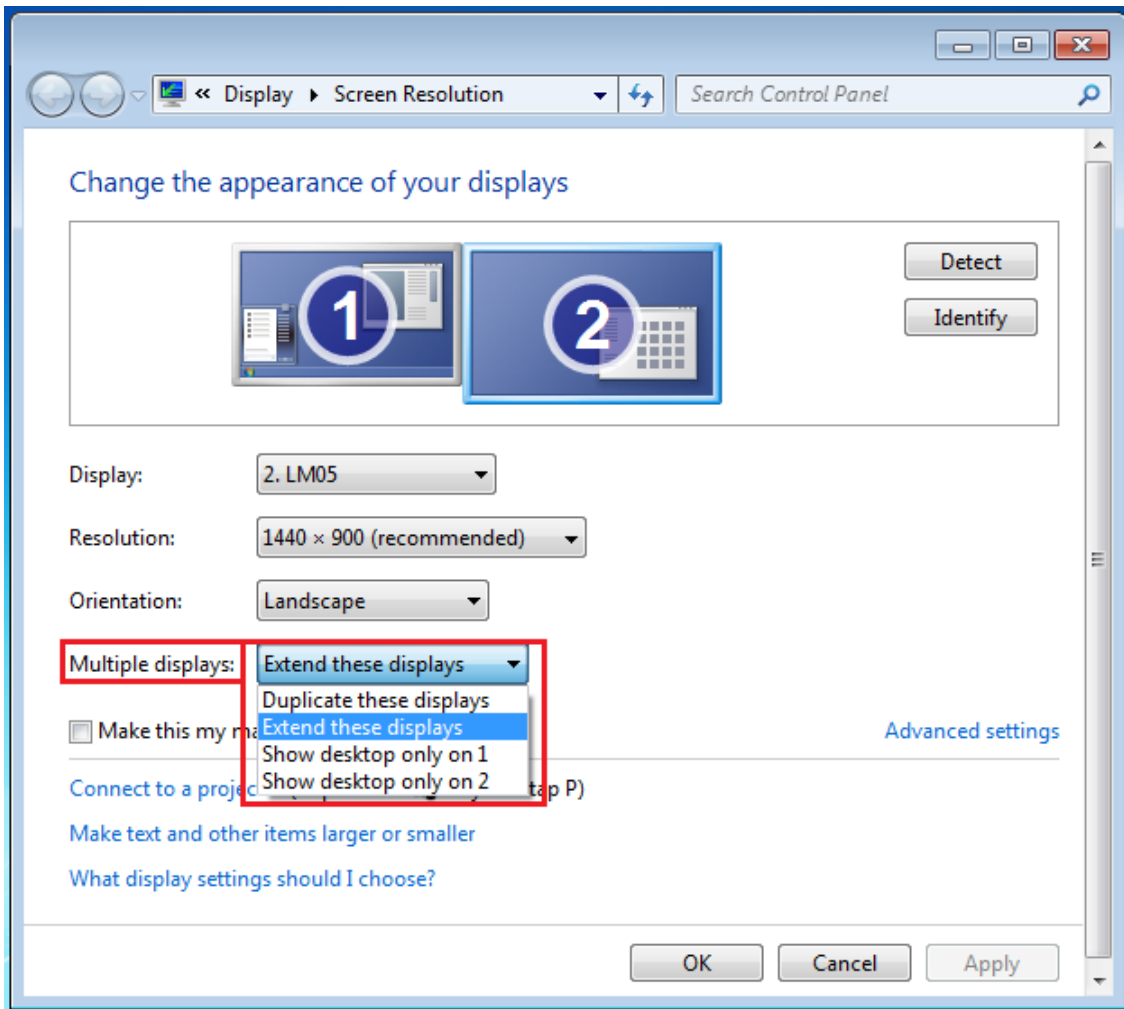 « Display ▸ Screen Resolution
Search Control Panel
Change the appearance of your displays
1
2
Detect
Identify
Display: 2. LM05
Resolution: 1440 × 900 (recommended)
Orientation: Landscape
Multiple displays: Extend these displays
Duplicate these displays
Extend these displays
Show desktop only on 1
Show desktop only on 2
Make this my
Advanced settings
Connect to a tap P)
Make text and other items larger or smaller
What display settings should I choose?
OK
Cancel
Apply